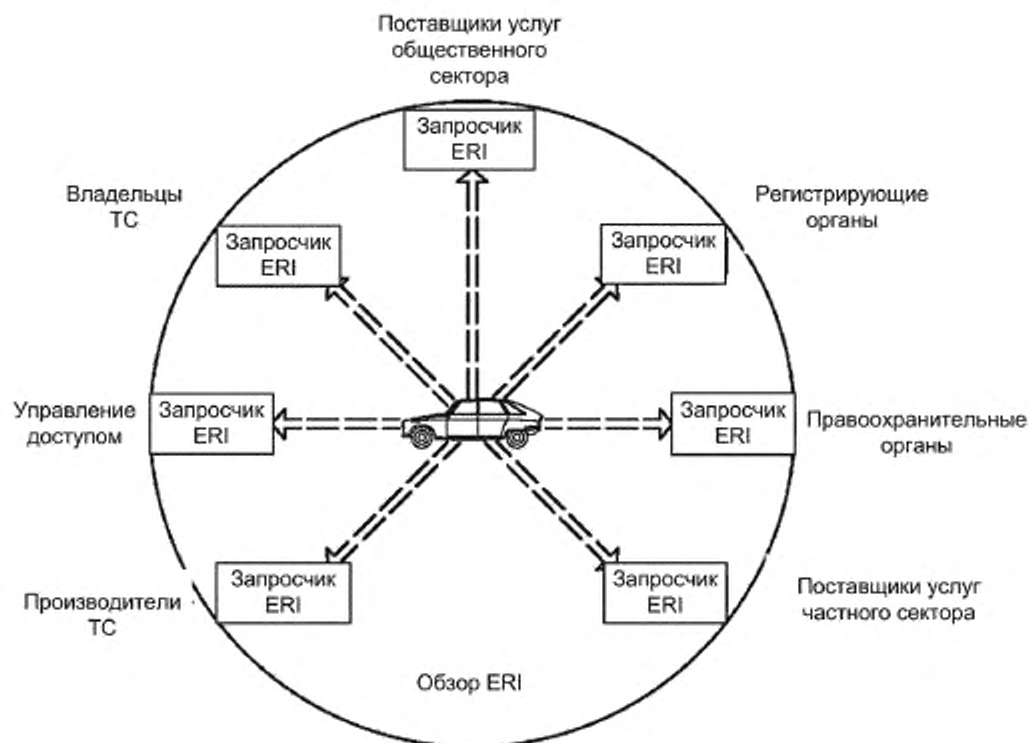 Поставщики услуг
общественного
сектора
Запросчик
ERI
Владельцы
ТС
Регистрирующие
органы
Запросчик
ERI
Запросчик
ERI
Управление
доступом
Запросчик
ERI
Запросчик
ERI
Правоохранительные
органы
Производители
ТС
Запросчик
ERI
Запросчик
ERI
Поставщики услуг
частного сектора
Обзор ERI